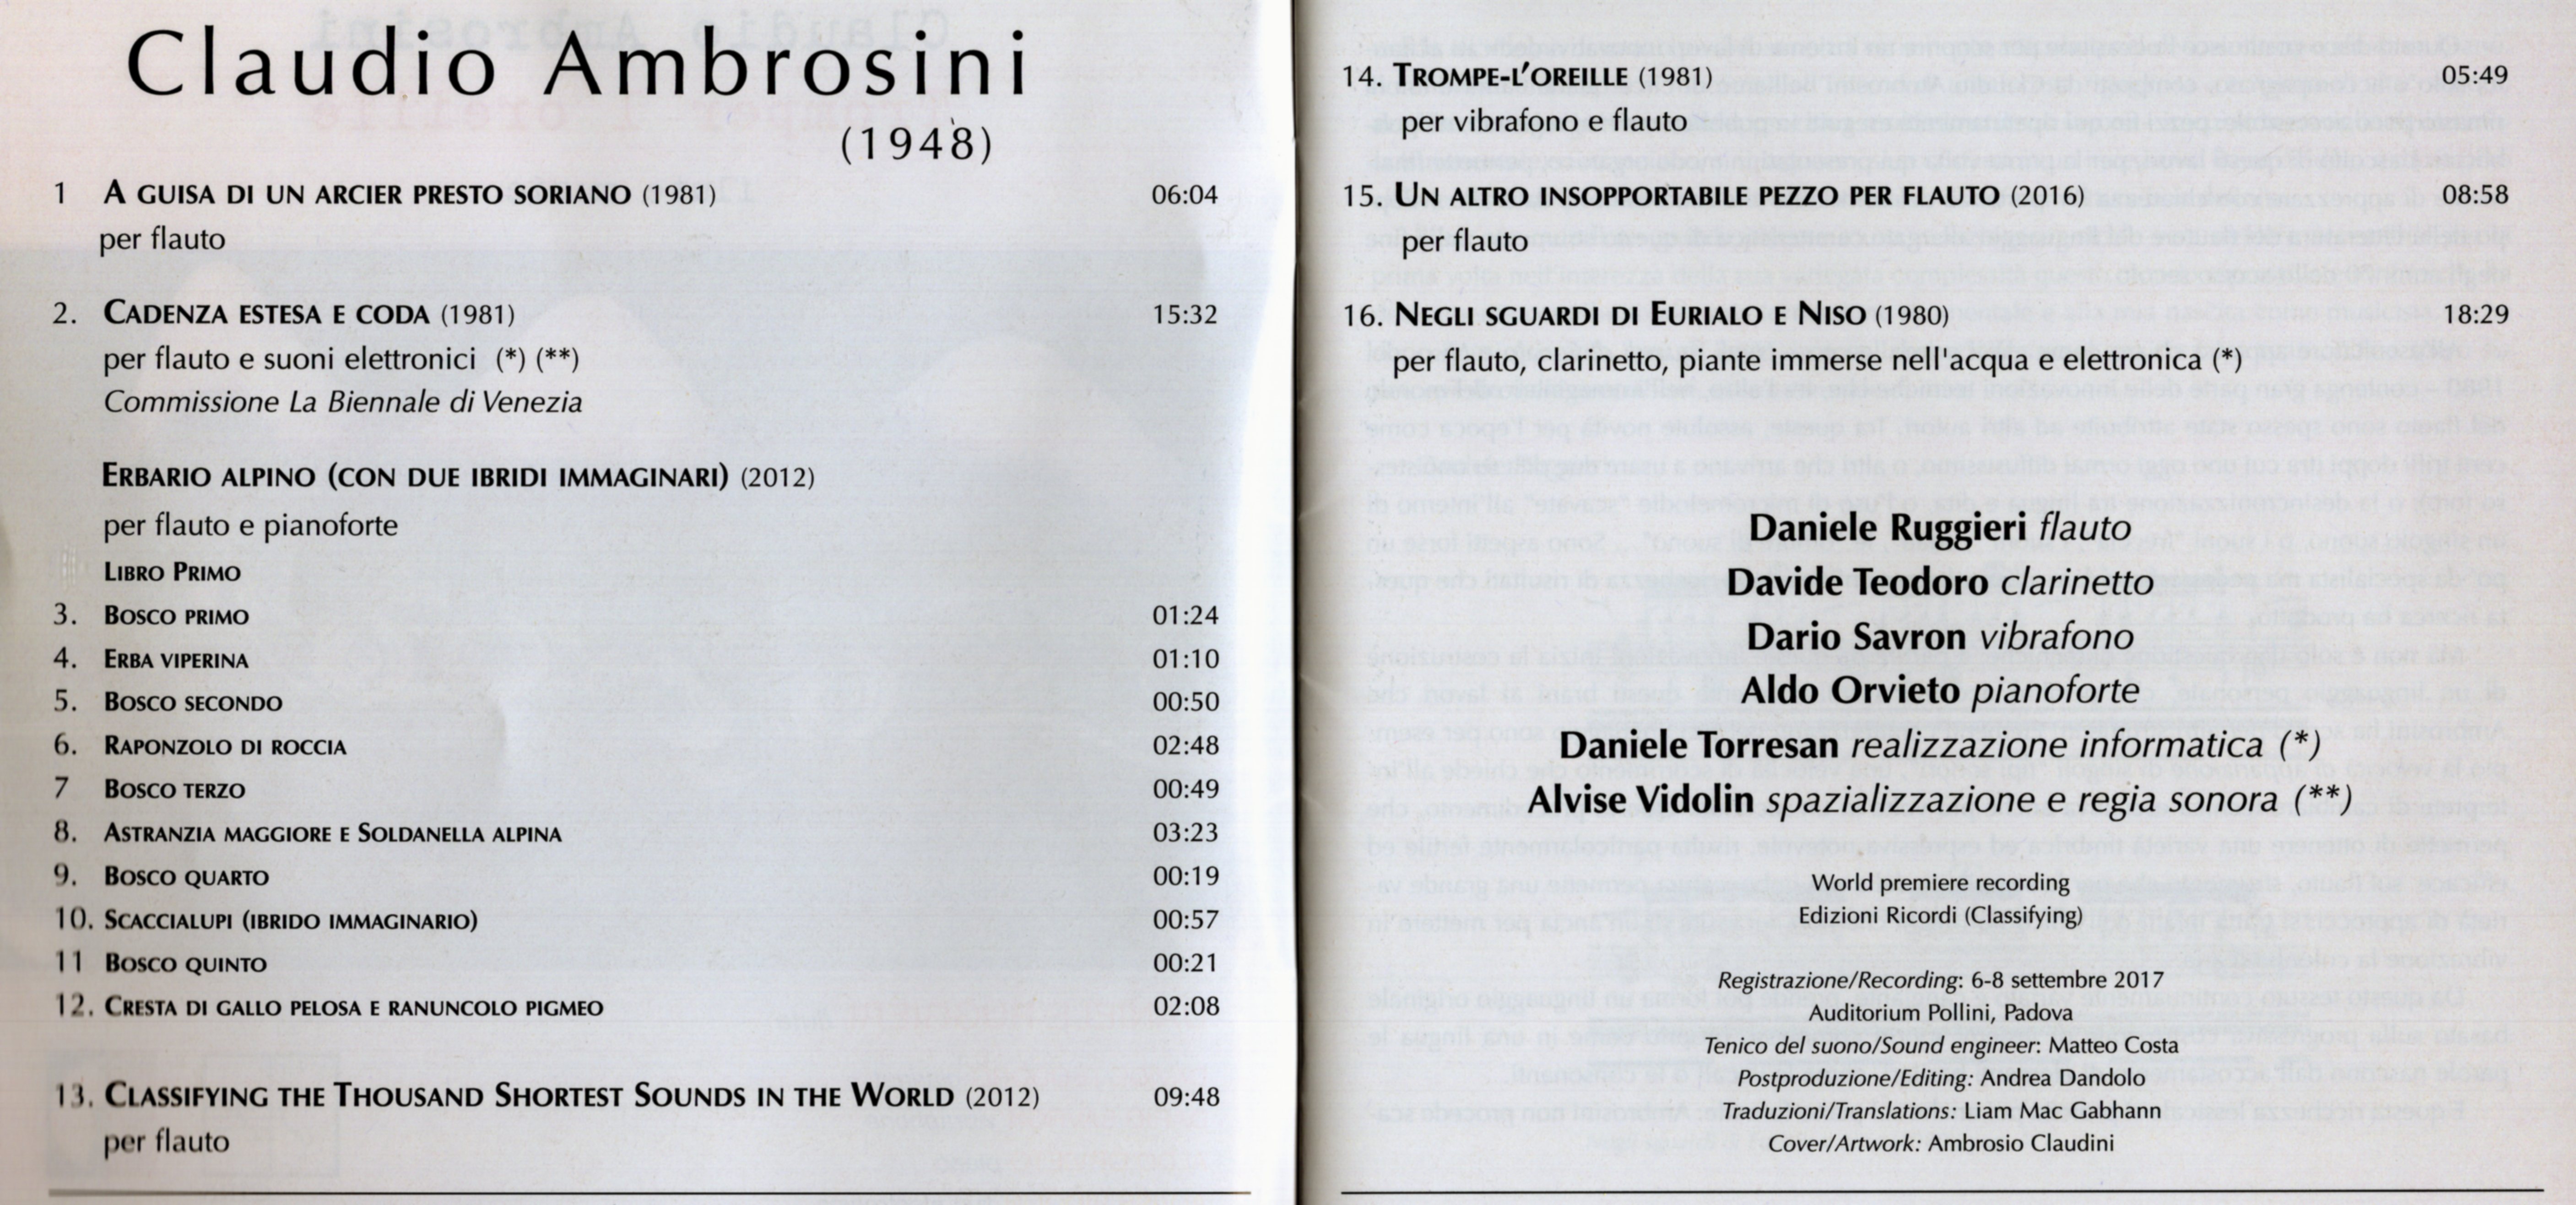 Claudio Ambrosini
(1948)
1 A GUISA DI UN ARCIER PRESTO SORIANO (1981) 06:04
per flauto
2. CADENZA ESTESA E CODA (1981) 15:32
per flauto e suoni elettronici (*) (**)
Commissione La Biennale di Venezia
ERBARIO ALPINO (CON DUE IBRIDI IMMAGINARI) (2012)
per flauto e pianoforte
LIBRO PRIMO
3. BOSCO PRIMO 01:24
4. ERBA VIPERINA 01:10
5. BOSCO SECONDO 00:50
6. RAPONZOLO DI ROCCIA 02:48
7 BOSCO TERZO 00:49
8. ASTRANZIA MAGGIORE E SOLDANELLA ALPINA 03:23
9. BOSCO QUARTO 00:19
10. SCACCIALUPI (IBRIDO IMMAGINARIO) 00:57
11 BOSCO QUINTO 00:21
12. CRESTA DI GALLO PELOSA E RANUNCOLO PIGMEO 02:08
13. CLASSIFYING THE THOUSAND SHORTEST SOUNDS IN THE WORLD (2012) 09:48
per flauto
14. TROMPE-L'OREILLE (1981) 05:49
per vibrafono e flauto
15. UN ALTRO INSOPPORTABILE PEZZO PER FLAUTO (2016) 08:58
per flauto
16. NEGLI SGUARDI DI EURIALO E NISO (1980) 18:29
per flauto, clarinetto, piante immerse nell'acqua e elettronica (*)
Daniele Ruggieri flauto
Davide Teodoro clarinetto
Dario Savron vibrafono
Aldo Orvieto pianoforte
Daniele Torresan realizzazione informatica (*)
Alvise Vidolin spazializzazione e regia sonora (**)
World premiere recording
Edizioni Ricordi (Classifying)
Registrazione/Recording: 6-8 settembre 2017
Auditorium Pollini, Padova
Tenico del suono/Sound engineer: Matteo Costa
Postproduzione/Editing: Andrea Dandolo
Traduzioni/Translations: Liam Mac Gabhann
Cover/Artwork: Ambrosio Claudini